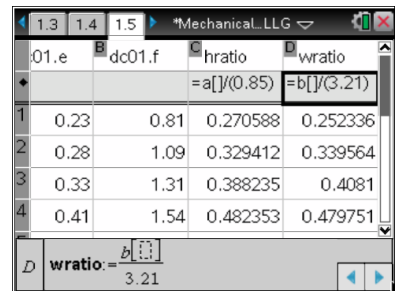 1.3 1.4 1.5 *Mechanical...LLG
01.e B dc01.f C hratio D wratio
=a[]/(0.85) =b[]/(3.21)
1 0.23 0.81 0.270588 0.252336
2 0.28 1.09 0.329412 0.339564
3 0.33 1.31 0.388235 0.4081
4 0.41 1.54 0.482353 0.479751
D wratio:= b[] / 3.21